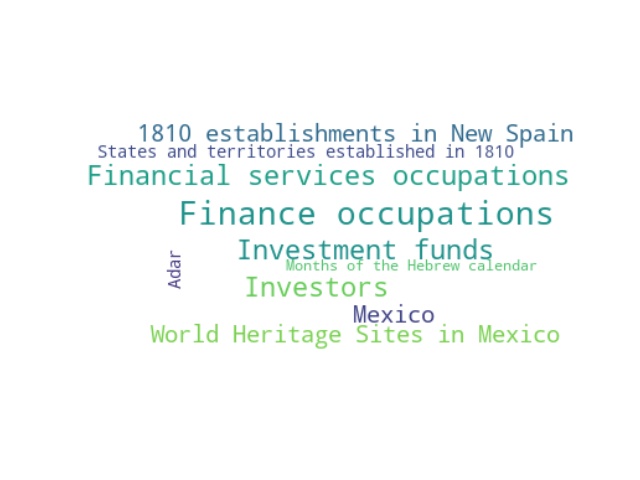 1810 establishments in New Spain
States and territories established in 1810
Financial services occupations
Finance occupations
Investment funds
Months of the Hebrew calendar
Adar
Investors
Mexico
World Heritage Sites in Mexico